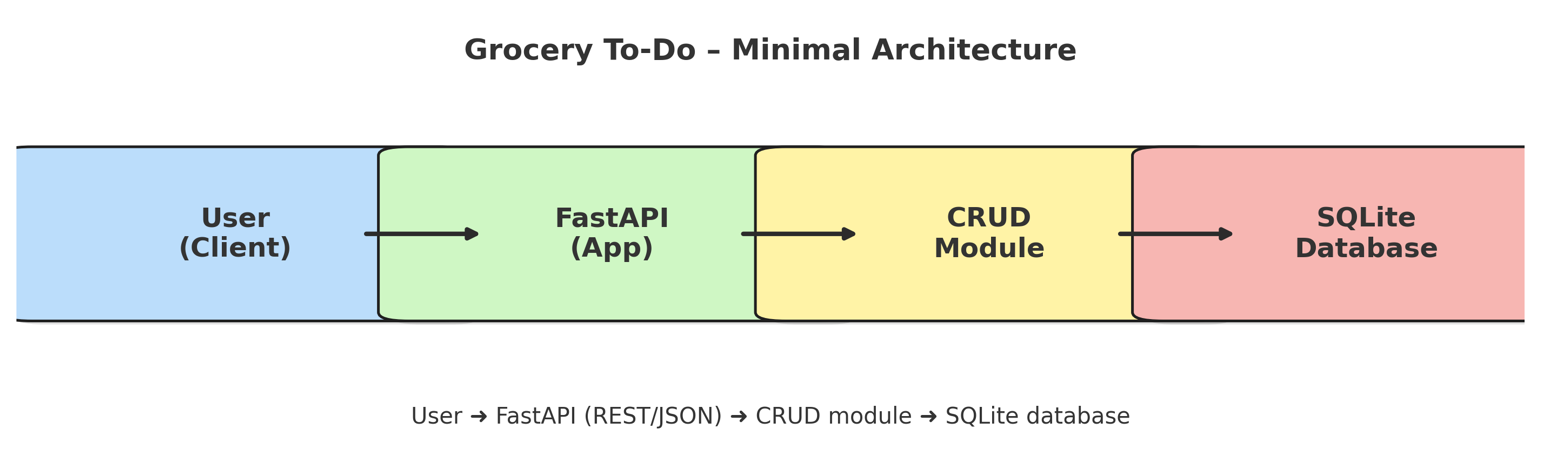 Grocery To-Do – Minimal Architecture
User
(Client)
FastAPI
(App)
CRUD
Module
SQLite
Database
User ➜ FastAPI (REST/JSON) ➜ CRUD module ➜ SQLite database